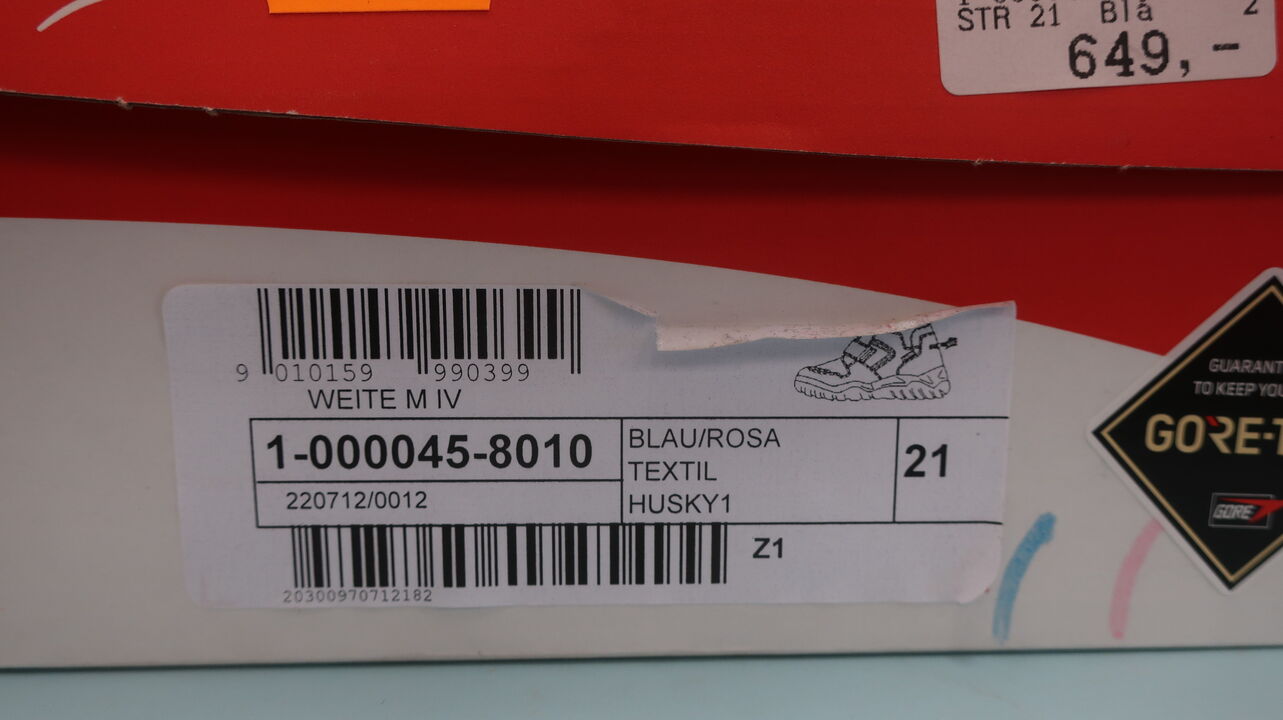 STR 21 Blå 2
649,-
9 010159 990399
WEITE M IV
1-000045-8010
220712/0012
BLAU/ROSA
TEXTIL
HUSKY1
21
20300970712182
Z1
GUARANT
TO KEEP YOU
GORE-T
GORE